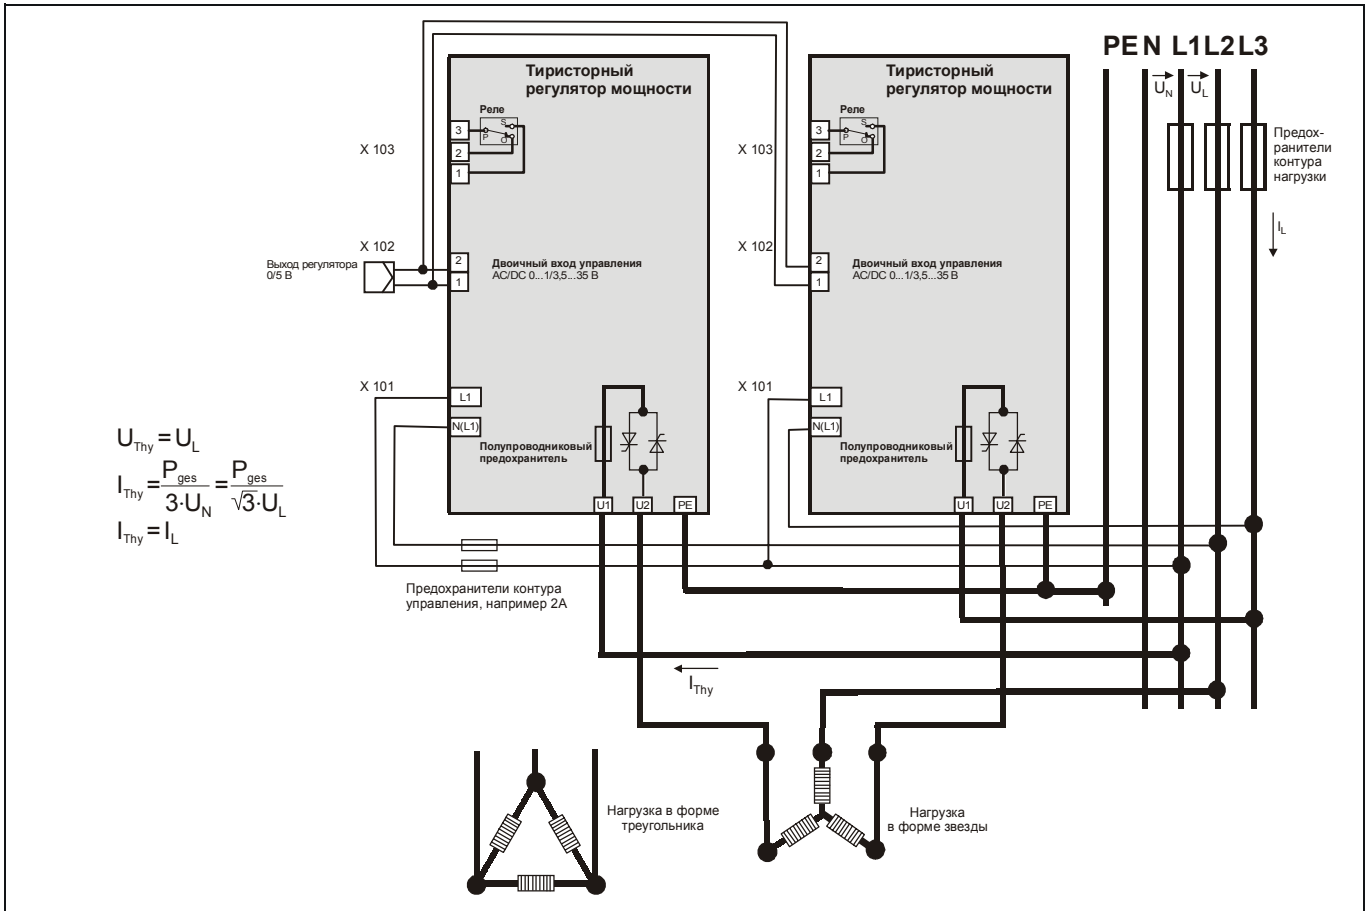 PE N L1 L2 L3
U_N U_L
Тиристорный
регулятор мощности
Реле
S
P
O
3
2
1
X 103
Тиристорный
регулятор мощности
Реле
S
P
O
3
2
1
X 103
Предох-
ранители
контура
нагрузки
I_L
X 102
Выход регулятора
0/5 В
2
1
Двоичный вход управления
AC/DC 0...1/3,5...35 В
X 102
2
1
Двоичный вход управления
AC/DC 0...1/3,5...35 В
X 101
L1
N(L1)
Полупроводниковый
предохранитель
U1 U2 PE
X 101
L1
N(L1)
Полупроводниковый
предохранитель
U1 U2 PE
U_Thy = U_L
I_Thy = P_ges / 3·U_N = P_ges / √3·U_L
I_Thy = I_L
Предохранители контура
управления, например 2А
I_Thy
Нагрузка в форме
треугольника
Нагрузка
в форме звезды